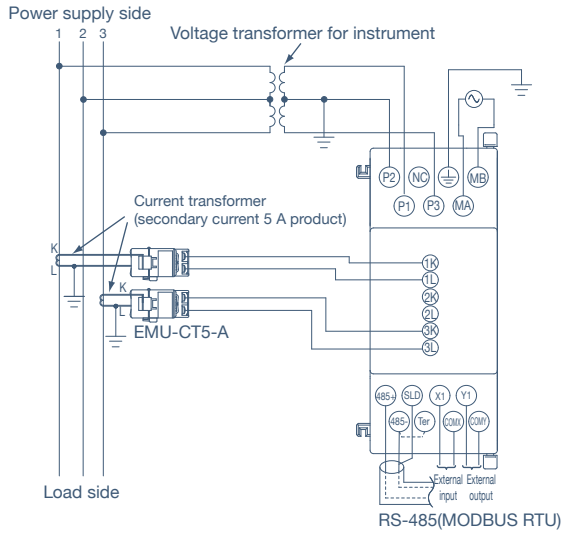 Power supply side
1 2 3
Voltage transformer for instrument
P2 NC MB
P1 P3 MA
Current transformer
(secondary current 5 A product)
K
L
K
L
EMU-CT5-A
1K
1L
2K
2L
3K
3L
485+ SLD X1 Y1
485- Ter COMX COMY
External
input
External
output
Load side
RS-485(MODBUS RTU)